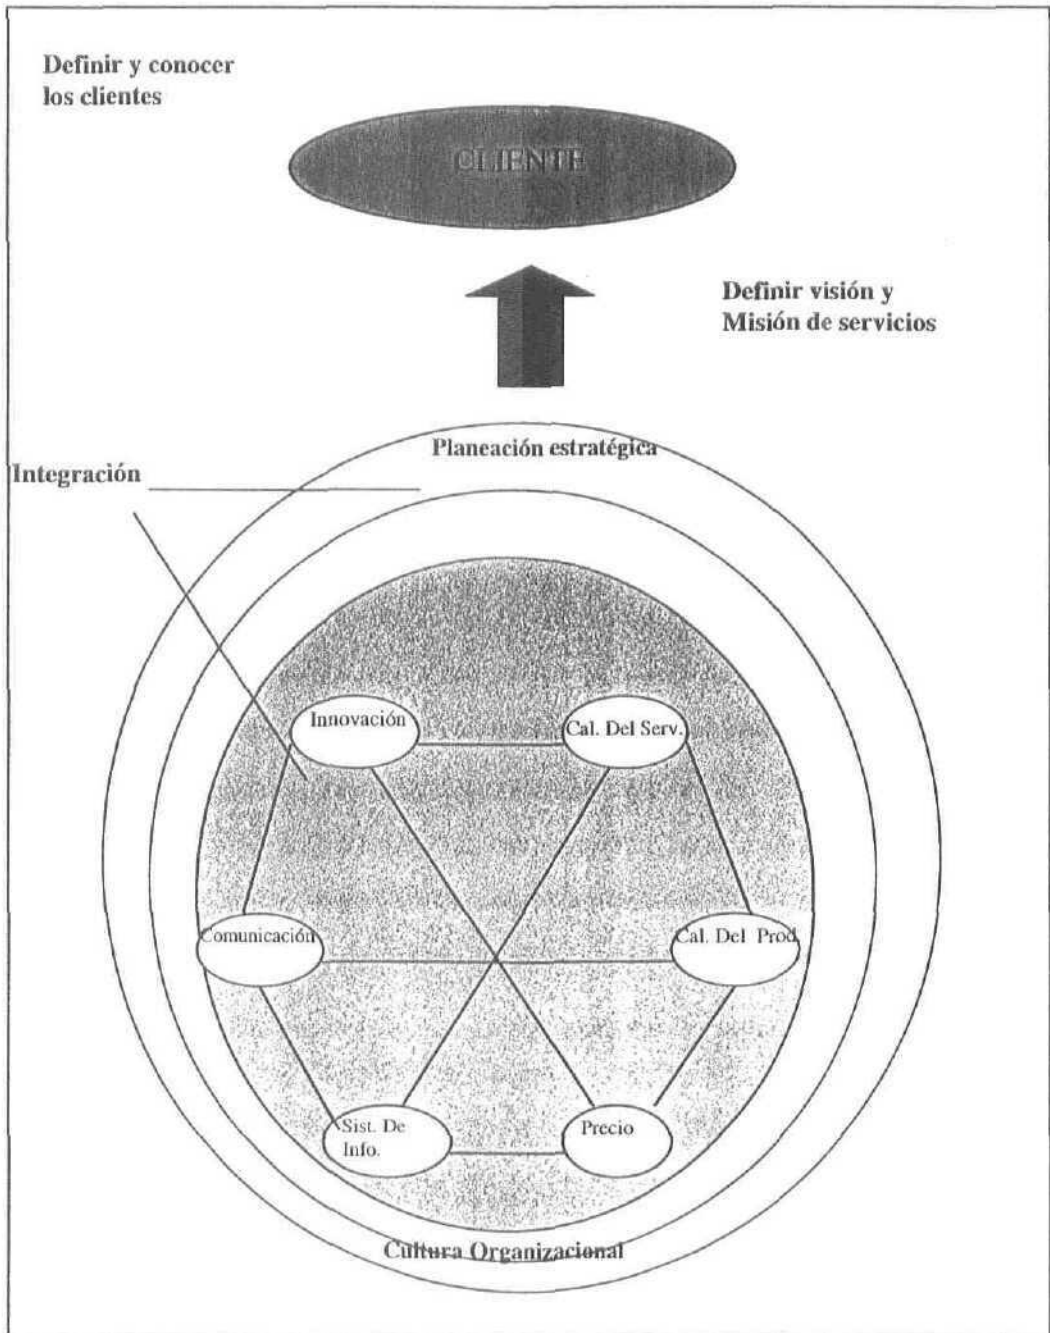 Definir y conocer
los clientes
CLIENTE
Definir visión y
Misión de servicios
Planeación estratégica
Integración
Innovación
Cal. Del Serv.
Comunicación
Cal. Del Prod
Sist. De
Info.
Precio
Cultura Organizacional